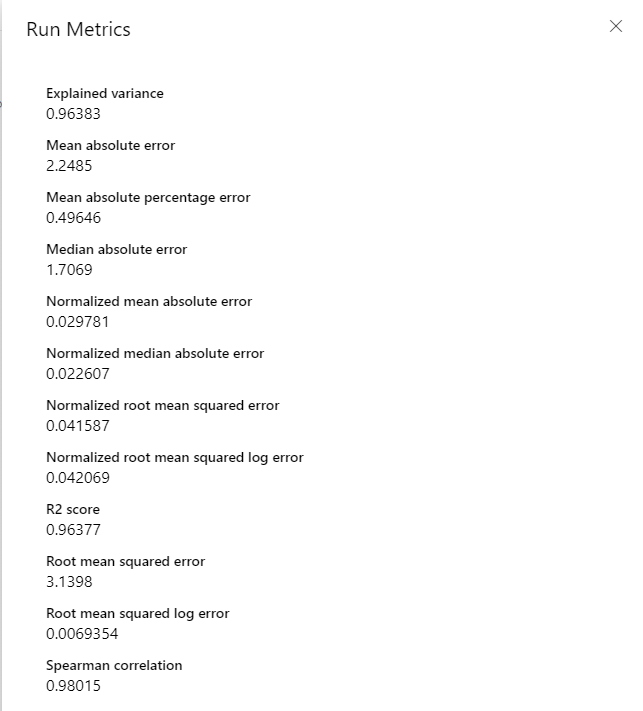 Run Metrics
Explained variance
0.96383
Mean absolute error
2.2485
Mean absolute percentage error
0.49646
Median absolute error
1.7069
Normalized mean absolute error
0.029781
Normalized median absolute error
0.022607
Normalized root mean squared error
0.041587
Normalized root mean squared log error
0.042069
R2 score
0.96377
Root mean squared error
3.1398
Root mean squared log error
0.0069354
Spearman correlation
0.98015